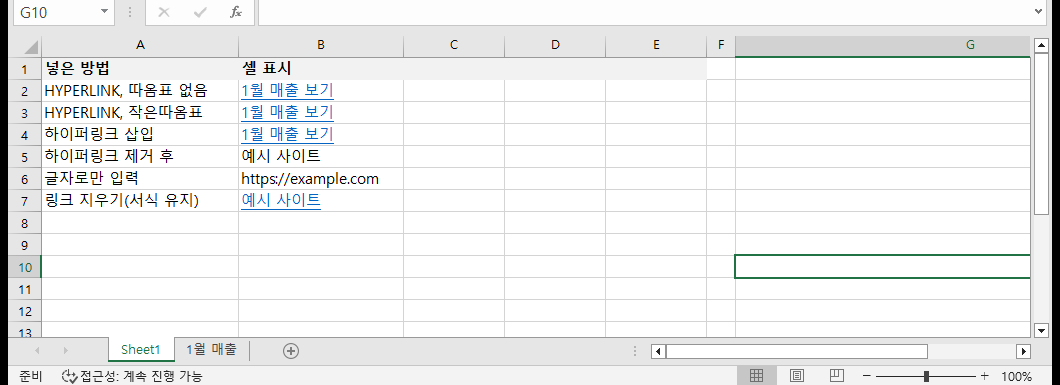 G10 fx
A B C D E F G
1 넣은 방법 셀 표시
2 HYPERLINK, 따옴표 없음 1월 매출 보기
3 HYPERLINK, 작은따옴표 1월 매출 보기
4 하이퍼링크 삽입 1월 매출 보기
5 하이퍼링크 제거 후 예시 사이트
6 글자로만 입력 https://example.com
7 링크 지우기(서식 유지) 예시 사이트
8
9
10
11
12
13
Sheet1 1월 매출
준비 접근성: 계속 진행 가능 100%